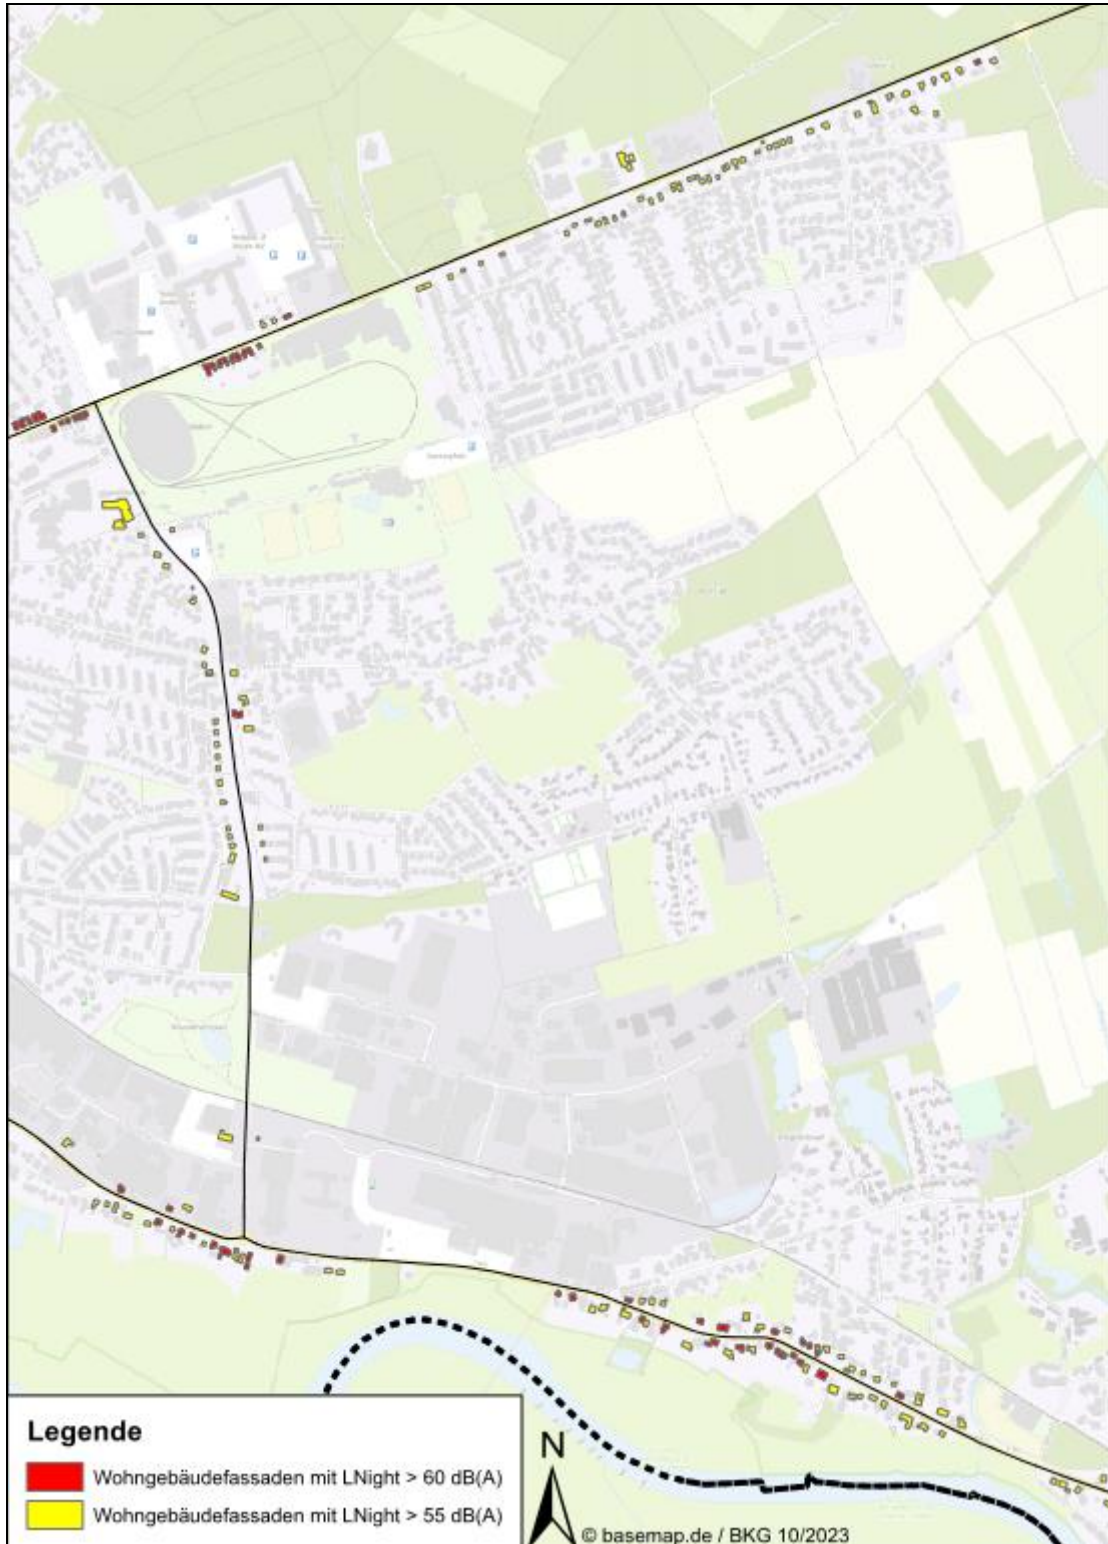 Legende
Wohngebäudefassaden mit LNight > 60 dB(A)
Wohngebäudefassaden mit LNight > 55 dB(A)
N
© basemap.de / BKG 10/2023